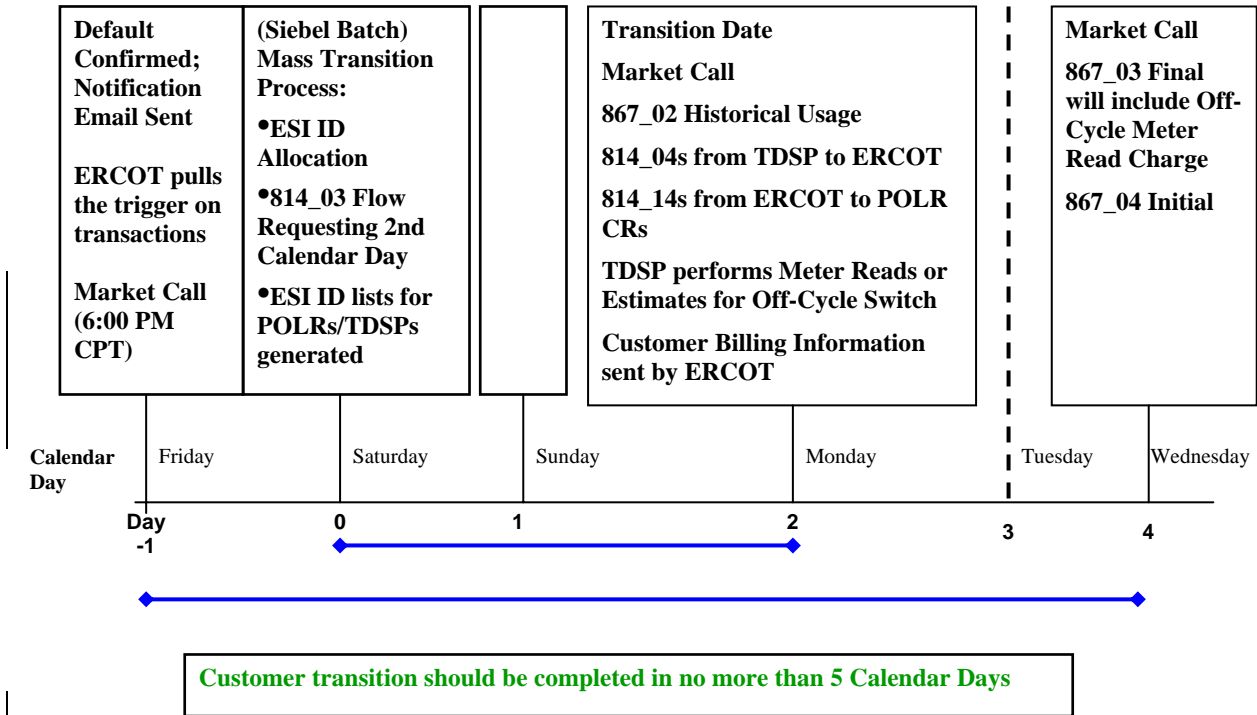 Default
Confirmed;
Notification
Email Sent
ERCOT pulls
the trigger on
transactions
Market Call
(6:00 PM
CPT)
(Siebel Batch)
Mass Transition
Process:
•ESI ID
Allocation
•814_03 Flow
Requesting 2nd
Calendar Day
•ESI ID lists for
POLRs/TDSPs
generated
Transition Date
Market Call
867_02 Historical Usage
814_04s from TDSP to ERCOT
814_14s from ERCOT to POLR
CRs
TDSP performs Meter Reads or
Estimates for Off-Cycle Switch
Customer Billing Information
sent by ERCOT
Market Call
867_03 Final
will include Off-
Cycle Meter
Read Charge
867_04 Initial
Calendar
Day
Friday
Saturday
Sunday
Monday
Tuesday
Wednesday
Day
-1
0
1
2
3
4
Customer transition should be completed in no more than 5 Calendar Days